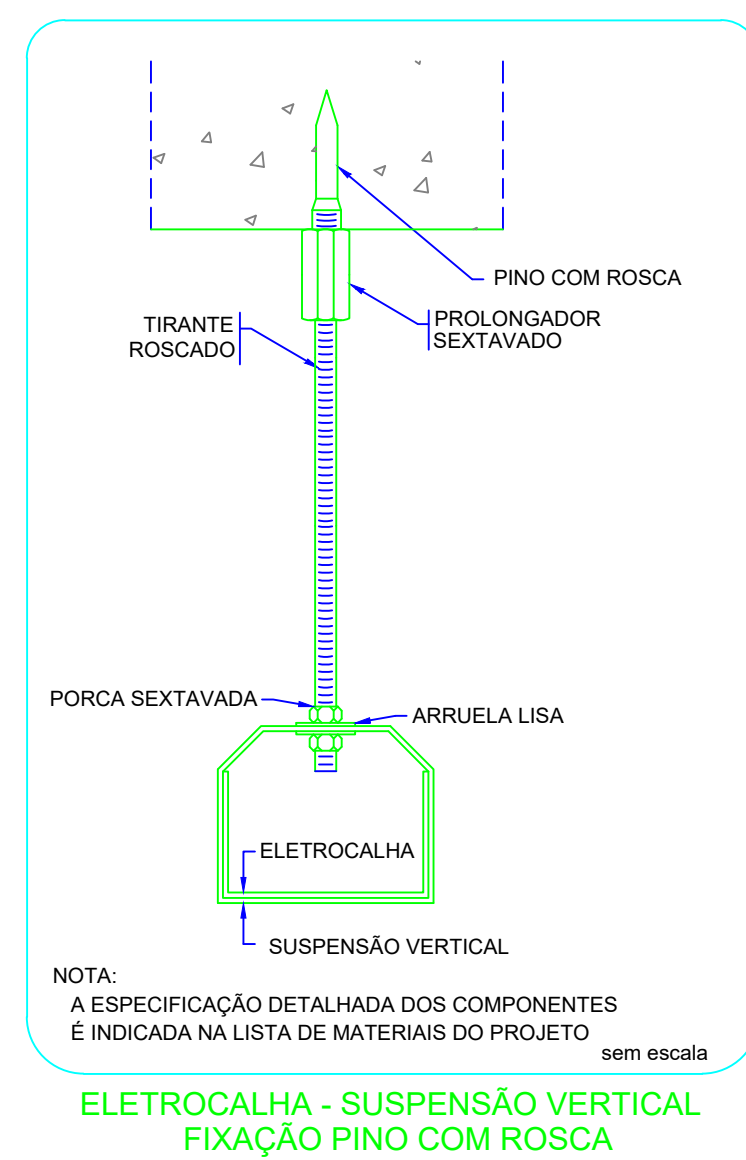 PINO COM ROSCA
PROLONGADOR
SEXTAVADO
TIRANTE
ROSCADO
PORCA SEXTAVADA
ARRUELA LISA
ELETROCALHA
SUSPENSÃO VERTICAL
NOTA:
A ESPECIFICAÇÃO DETALHADA DOS COMPONENTES
É INDICADA NA LISTA DE MATERIAIS DO PROJETO
sem escala
ELETROCALHA - SUSPENSÃO VERTICAL
FIXAÇÃO PINO COM ROSCA